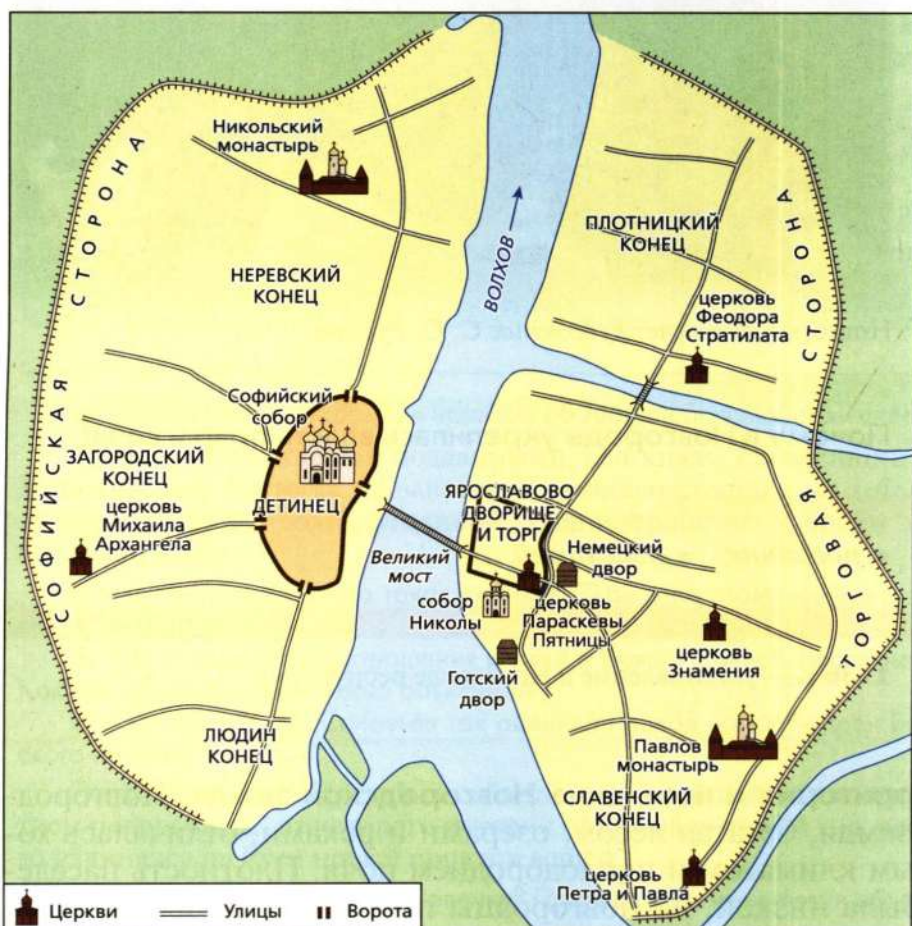 Никольский
монастырь
НЕРЕВСКИЙ
КОНЕЦ
СОФИЙСКАЯ СТОРОНА
ВОЛХОВ
ПЛОТНИЦКИЙ
КОНЕЦ
церковь
Феодора
Стратилата
ТОРГОВАЯ СТОРОНА
Софийский
собор
ЗАГОРОДСКИЙ
КОНЕЦ
церковь
Михаила
Архангела
ДЕТИНЕЦ
Великий
мост
ЯРОСЛАВОВО
ДВОРИЩЕ
И ТОРГ
Немецкий
двор
собор
Николы
церковь
Параскевы
Пятницы
церковь
Знамения
Готский
двор
ЛЮДИН
КОНЕЦ
Павлов
монастырь
СЛАВЕНСКИЙ
КОНЕЦ
церковь
Петра и Павла
Церкви Улицы Ворота